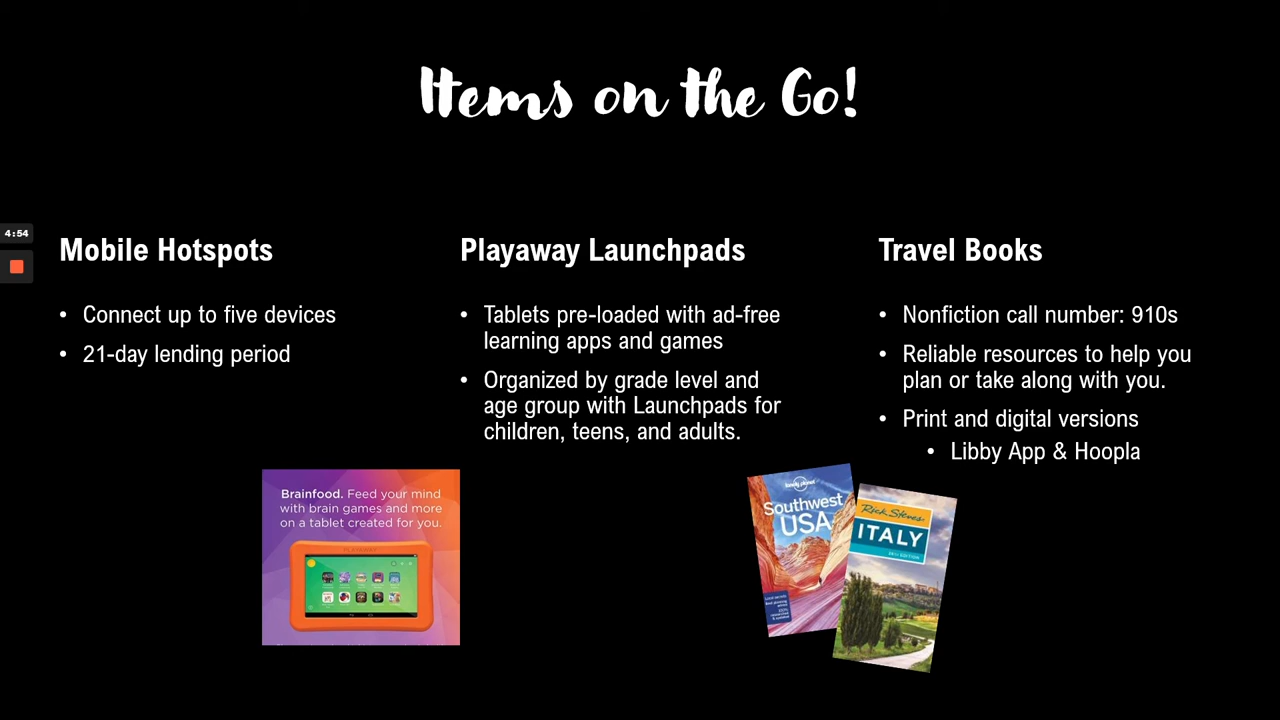 Items on the Go!
4:54
Mobile Hotspots
• Connect up to five devices
• 21-day lending period
Playaway Launchpads
• Tablets pre-loaded with ad-free
learning apps and games
• Organized by grade level and
age group with Launchpads for
children, teens, and adults.
Travel Books
• Nonfiction call number: 910s
• Reliable resources to help you
plan or take along with you.
• Print and digital versions
• Libby App & Hoopla
Brainfood. Feed your mind
with brain games and more
on a tablet created for you.
PLAYAWAY
lonely planet
Southwest
USA
Rick Steves
ITALY